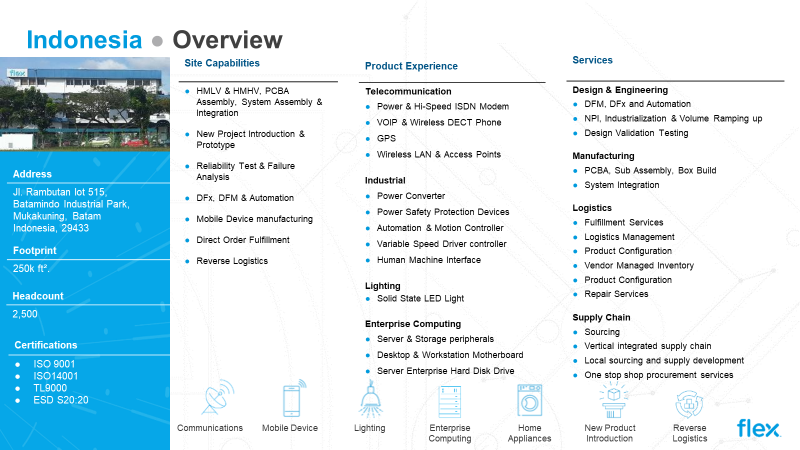 Indonesia ● Overview
flex
Address
Jl. Rambutan lot 515,
Batamindo Industrial Park,
Mukakuning, Batam
Indonesia, 29433
Footprint
250k ft².
Headcount
2,500
Certifications
● ISO 9001
● ISO14001
● TL9000
● ESD S20:20
Site Capabilities
● HMLV & HMHV, PCBA
Assembly, System Assembly &
Integration
● New Project Introduction &
Prototype
● Reliability Test & Failure
Analysis
● DFx, DFM & Automation
● Mobile Device manufacturing
● Direct Order Fulfillment
● Reverse Logistics
Product Experience
Telecommunication
● Power & Hi-Speed ISDN Modem
● VOIP & Wireless DECT Phone
● GPS
● Wireless LAN & Access Points
Industrial
● Power Converter
● Power Safety Protection Devices
● Automation & Motion Controller
● Variable Speed Driver controller
● Human Machine Interface
Lighting
● Solid State LED Light
Enterprise Computing
● Server & Storage peripherals
● Desktop & Workstation Motherboard
● Server Enterprise Hard Disk Drive
Services
Design & Engineering
● DFM, DFx and Automation
● NPI, Industrialization & Volume Ramping up
● Design Validation Testing
Manufacturing
● PCBA, Sub Assembly, Box Build
● System Integration
Logistics
● Fulfillment Services
● Logistics Management
● Product Configuration
● Vendor Managed Inventory
● Product Configuration
● Repair Services
Supply Chain
● Sourcing
● Vertical integrated supply chain
● Local sourcing and supply development
● One stop shop procurement services
Communications
Mobile Device
Lighting
Enterprise
Computing
Home
Appliances
New Product
Introduction
Reverse
Logistics
flex